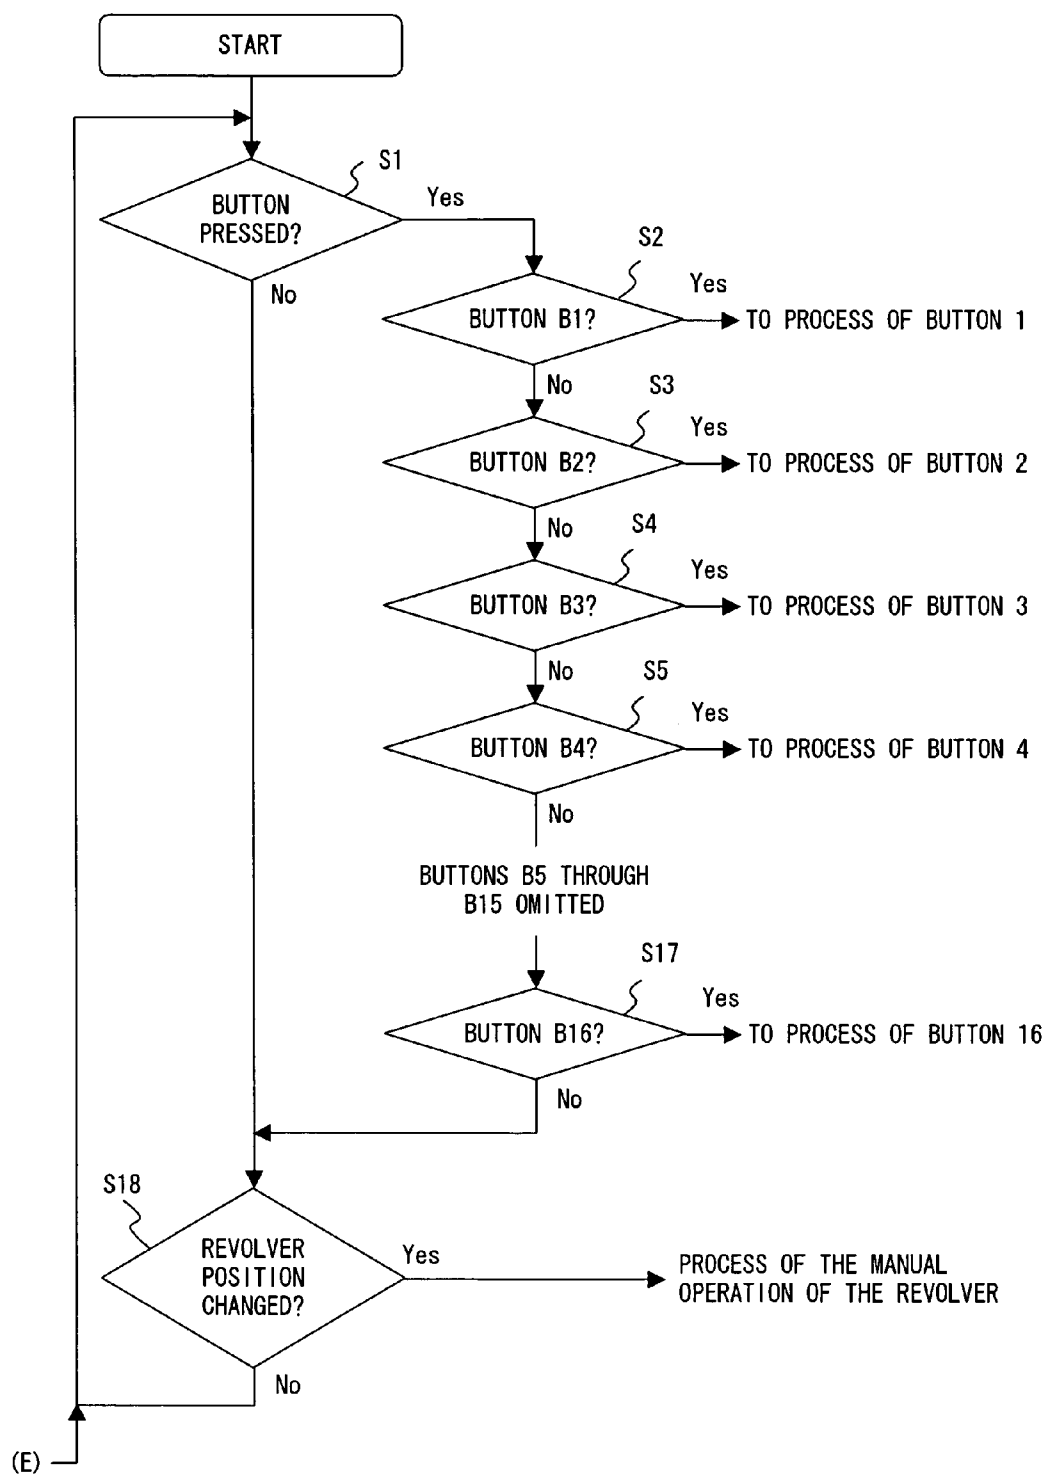 START
S1
BUTTON
PRESSED?
Yes
No
S2
BUTTON B1?
Yes
TO PROCESS OF BUTTON 1
No
S3
BUTTON B2?
Yes
TO PROCESS OF BUTTON 2
No
S4
BUTTON B3?
Yes
TO PROCESS OF BUTTON 3
No
S5
BUTTON B4?
Yes
TO PROCESS OF BUTTON 4
No
BUTTONS B5 THROUGH
B15 OMITTED
S17
BUTTON B16?
Yes
TO PROCESS OF BUTTON 16
No
S18
REVOLVER
POSITION
CHANGED?
Yes
PROCESS OF THE MANUAL
OPERATION OF THE REVOLVER
No
(E)